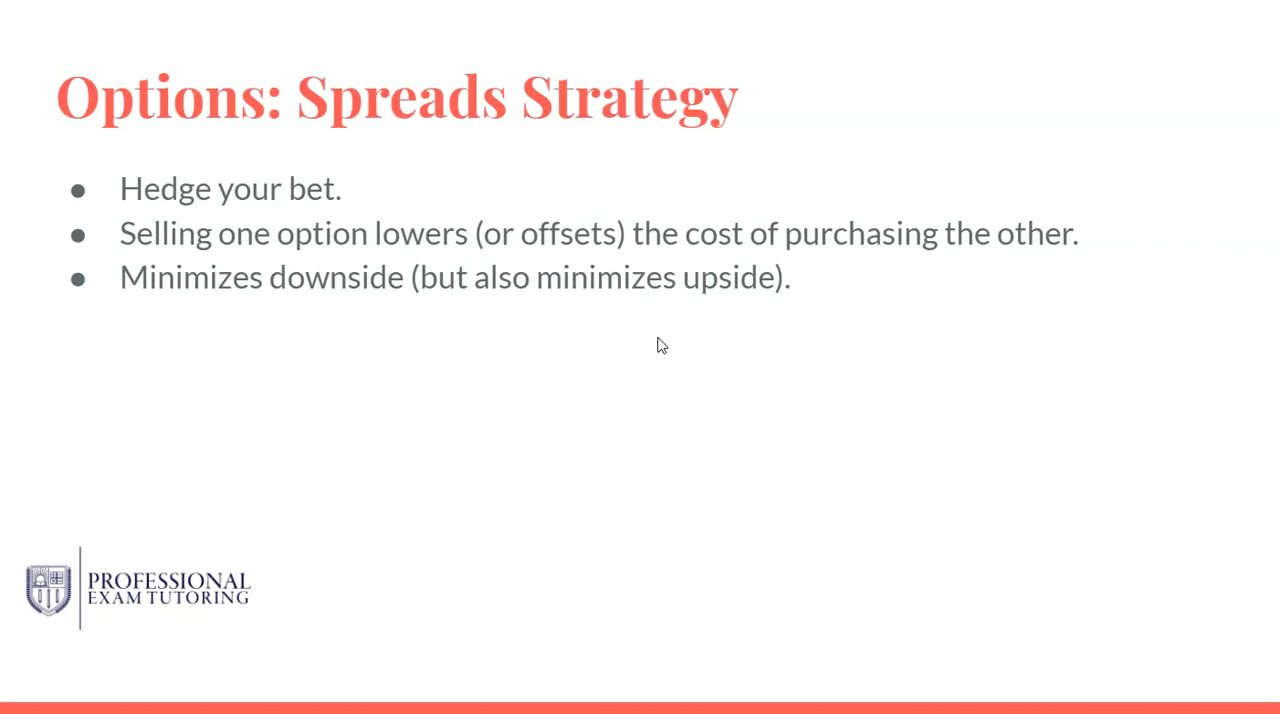 Options: Spreads Strategy
● Hedge your bet.
● Selling one option lowers (or offsets) the cost of purchasing the other.
● Minimizes downside (but also minimizes upside).
PROFESSIONAL
EXAM TUTORING